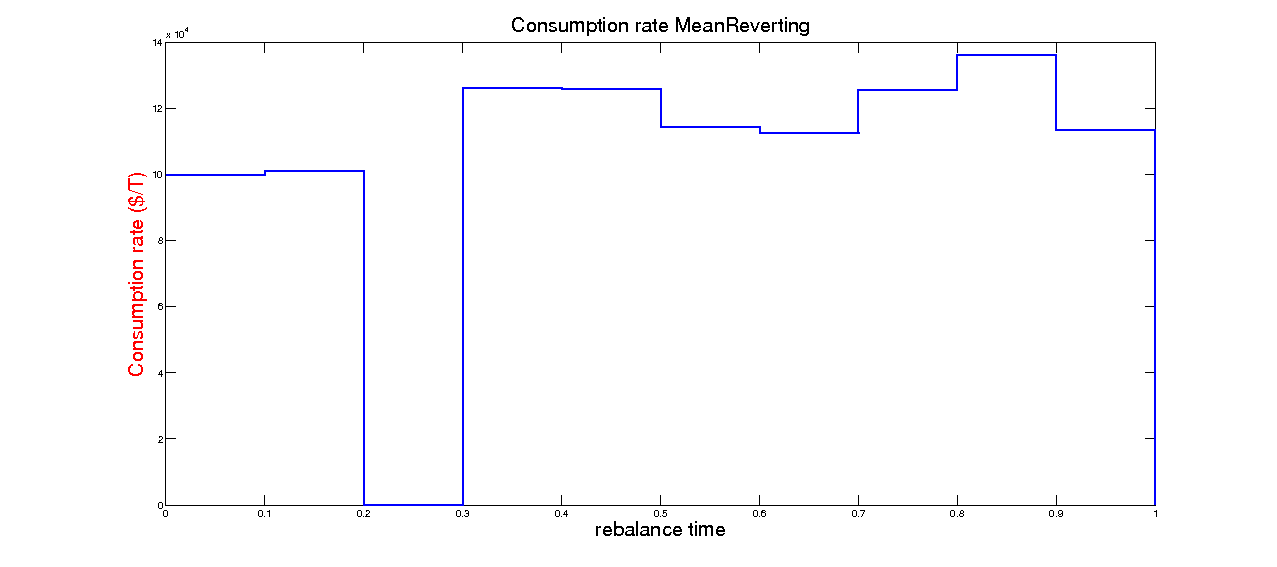 Consumption rate MeanReverting
x 10^4
14
12
10
8
6
4
2
0
Consumption rate ($/T)
0 0.1 0.2 0.3 0.4 0.5 0.6 0.7 0.8 0.9 1
rebalance time